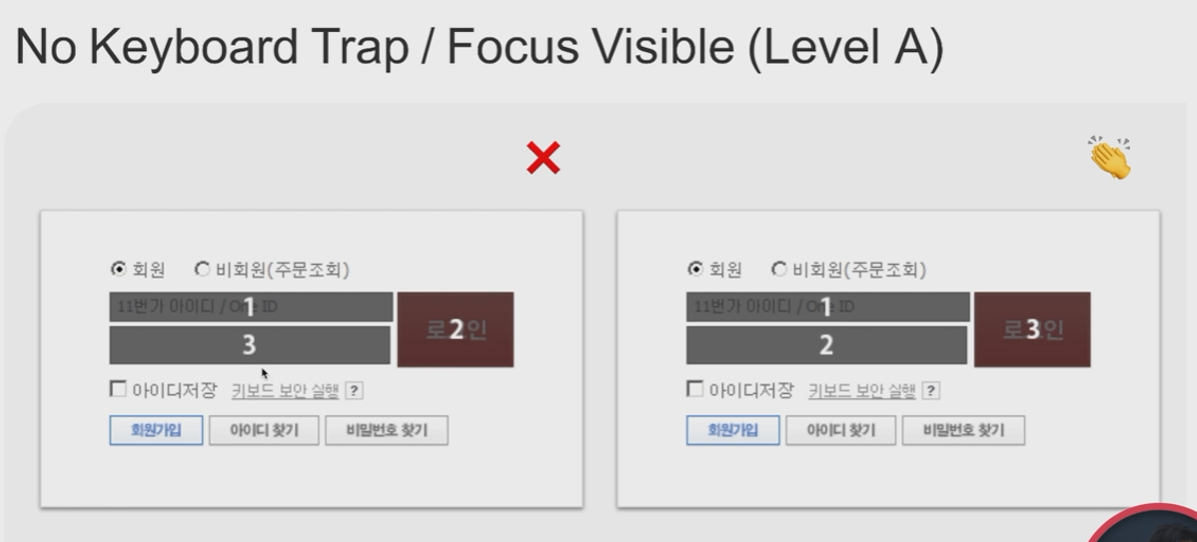 No Keyboard Trap / Focus Visible (Level A)
회원 비회원(주문조회)
11번가 아이디 / One ID
1
로2인
3
아이디저장 키보드 보안 실행 ?
회원가입 아이디 찾기 비밀번호 찾기
회원 비회원(주문조회)
11번가 아이디 / One ID
1
로3인
2
아이디저장 키보드 보안 실행 ?
회원가입 아이디 찾기 비밀번호 찾기